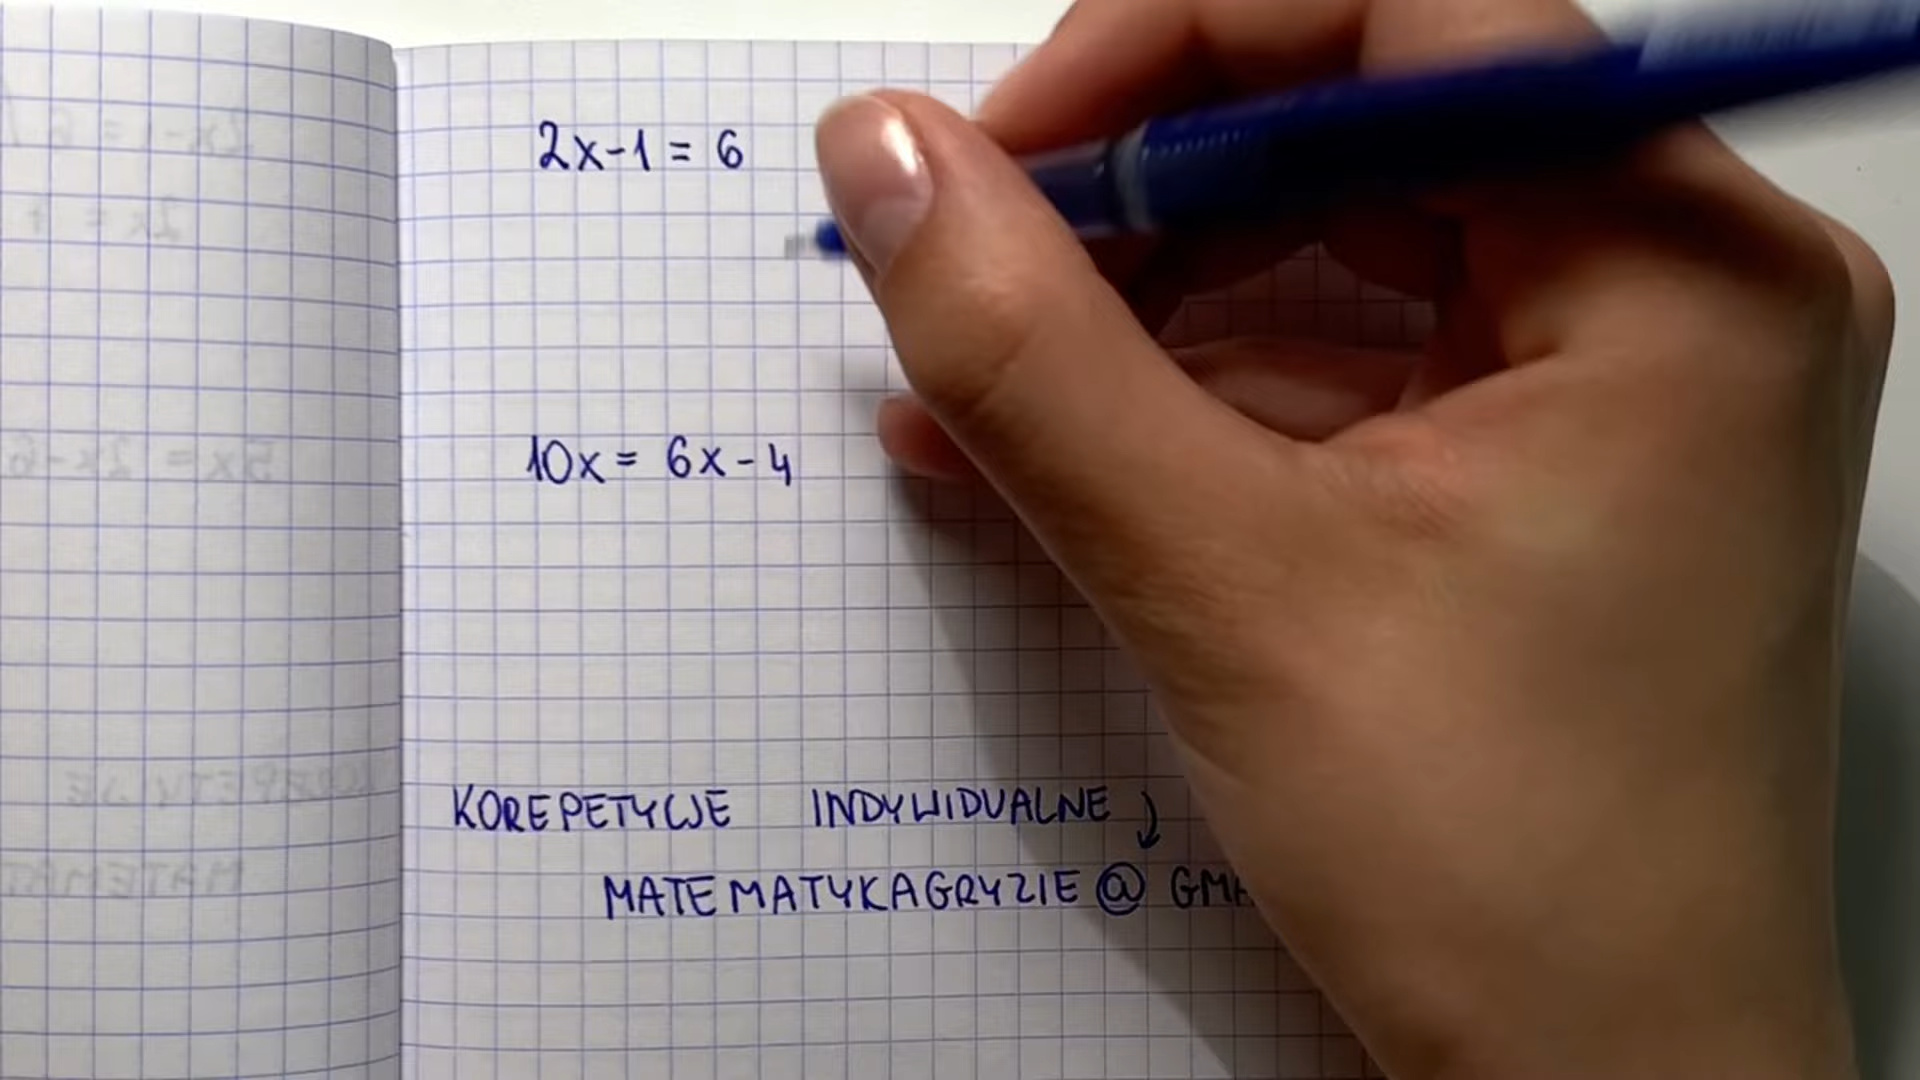 2x-1 = 6
10x = 6x - 4
KOREPETYCJE INDYWIDUALNE
MATEMATYKAGRYZIE @